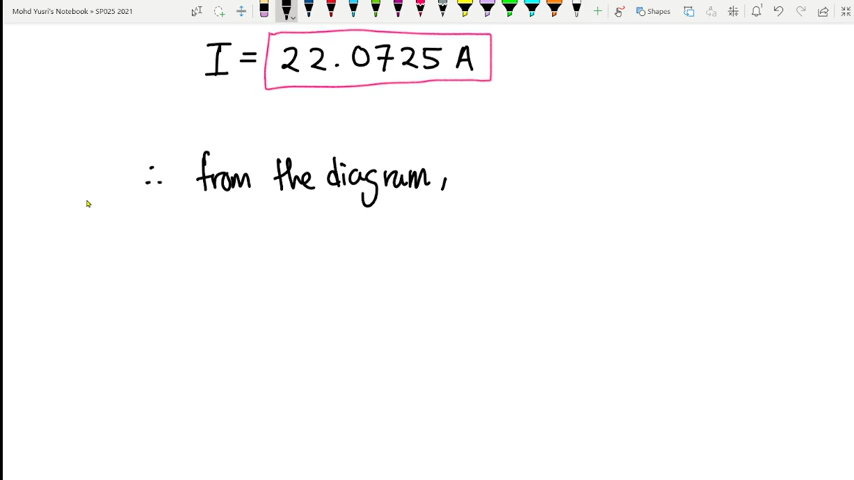 Mohd Yusri's Notebook » SP025 2021
Shapes
I = 22.0725 A
∴ from the diagram,